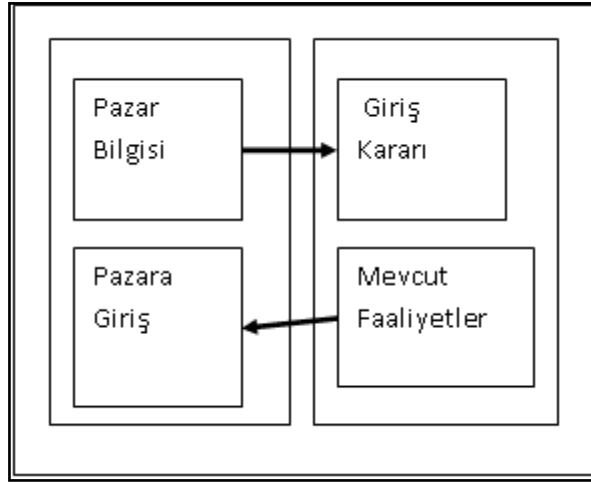 Pazar
Bilgisi
Giriş
Kararı
Pazara
Giriş
Mevcut
Faaliyetler